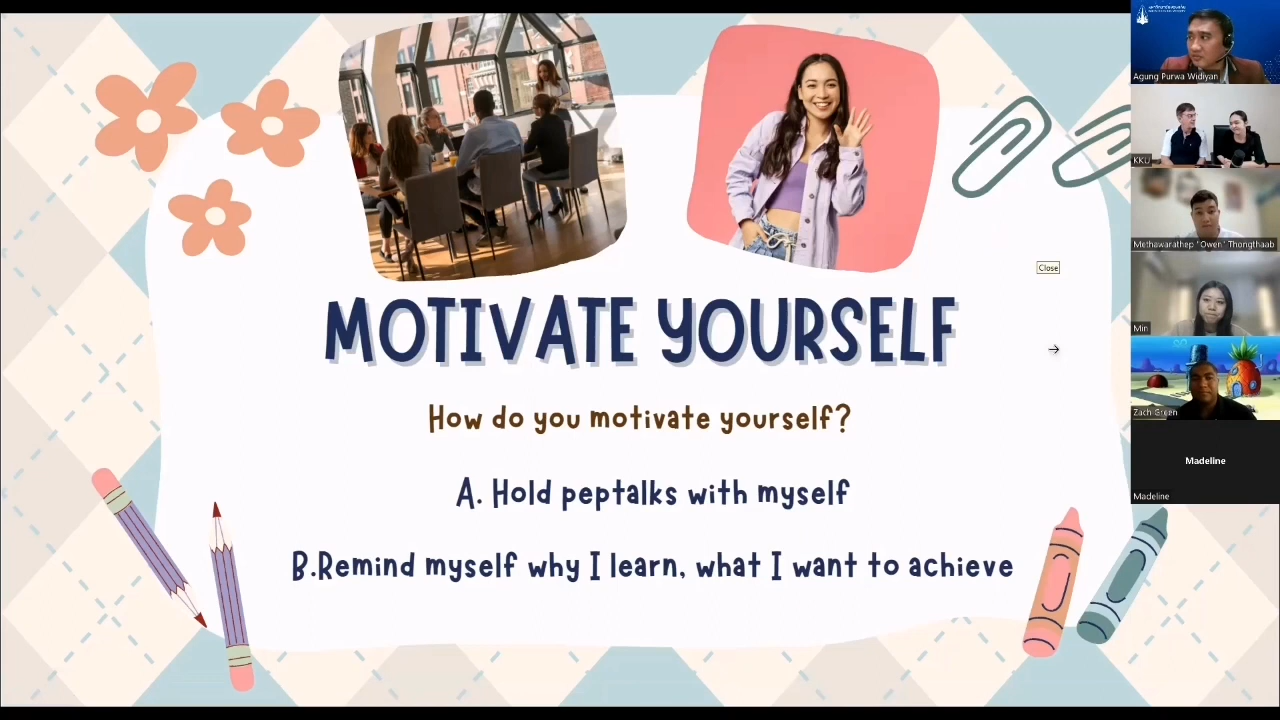 MOTIVATE YOURSELF
How do you motivate yourself?
A. Hold peptalks with myself
B.Remind myself why I learn, what I want to achieve
Close
Agung Purwa Widiyan
KKU
Methawarathep "Owen" Thongthaab
Min
Zach Green
Madeline
Madeline